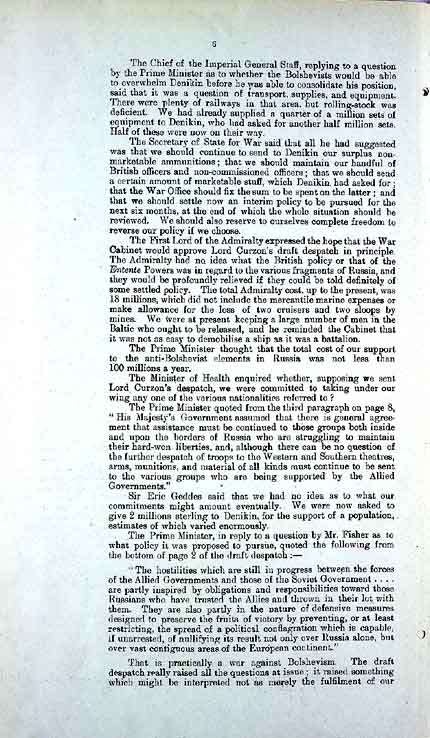 6
The Chief of the Imperial General Staff, replying to a question
by the Prime Minister as to whether the Bolshevists would be able
to overwhelm Denikin before he was able to consolidate his position,
said that it was a question of transport, supplies, and equipment.
There were plenty of railways in that area, but rolling-stock was
deficient. We had already supplied a quarter of a million sets of
equipment to Denikin, who had asked for another half million sets.
Half of these were now on their way.
The Secretary of State for War said that all he had suggested
was that we should continue to send to Denikin our surplus non-
marketable ammunitions; that we should maintain our handful of
British officers and non-commissioned officers; that we should send
a certain amount of marketable stuff, which Denikin had asked for;
that the War Office should fix the sum to be spent on the latter; and
that we should settle now an interim policy to be pursued for the
next six months, at the end of which the whole situation should be
reviewed. We should also reserve to ourselves complete freedom to
reverse our policy if we choose.
The First Lord of the Admiralty expressed the hope that the War
Cabinet would approve Lord Curzon's draft despatch in principle.
The Admiralty had no idea what the British policy or that of the
Entente Powers was in regard to the various fragments of Russia, and
they would be profoundly relieved if they could be told definitely of
some settled policy. The total Admiralty cost, up to the present, was
18 millions, which did not include the mercantile marine expenses or
make allowance for the loss of two cruisers and two sloops by
mines. We were at present keeping a large number of men in the
Baltic who ought to be released, and he reminded the Cabinet that
it was not as easy to demobilise a ship as it was a battalion.
The Prime Minister thought that the total cost of our support
to the anti-Bolshevist elements in Russia was not less than
100 millions a year.
The Minister of Health enquired whether, supposing we sent
Lord Curzon's despatch, we were committed to taking under our
wing any one of the various nationalities referred to?
The Prime Minister quoted from the third paragraph on page 8,
"His Majesty's Government assumed that there is general agree-
ment that assistance must be continued to those groups both inside
and upon the borders of Russia who are struggling to maintain
their hard-won liberties, and, although there can be no question of
the further despatch of troops to the Western and Southern theatres,
arms, munitions, and material of all kinds must continue to be sent
to the various groups who are being supported by the Allied
Governments."
Sir Eric Geddes said that we had no idea as to what our
commitments might amount eventually. We were now asked to
give 2 millions sterling to Denikin, for the support of a population,
estimates of which varied enormously.
The Prime Minister, in reply to a question by Mr. Fisher as to
what policy it was proposed to pursue, quoted the following from
the bottom of page 2 of the draft despatch:—
"The hostilities which are still in progress between the forces
of the Allied Governments and those of the Soviet Government . . . .
are partly inspired by obligations and responsibilities toward those
Russians who have trusted the Allies and thrown in their lot with
them. They are also partly in the nature of defensive measures
designed to preserve the fruits of victory by preventing, or at least
restricting, the spread of a political conflagration which is capable,
if unarrested, of nullifying its result not only over Russia alone, but
over vast contiguous areas of the European continent."
That is practically a war against Bolshevism. The draft
despatch really raised all the questions at issue; it raised something
which might be interpreted not as merely the fulfilment of our